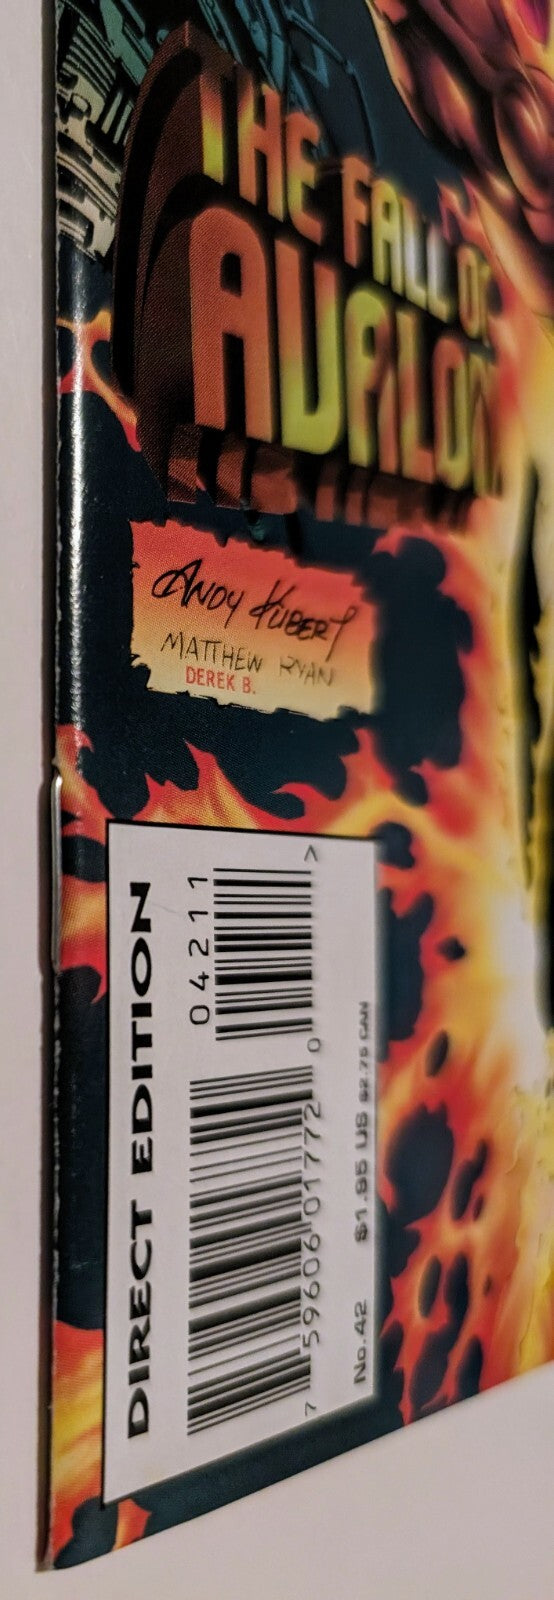 THE FALL OF
AVALON
ANDY KUBERT
MATTHEW RYAN
DEREK B.
DIRECT EDITION
04211
>
7 59606 01772 0
No. 42 $1.95 US $2.75 CAN